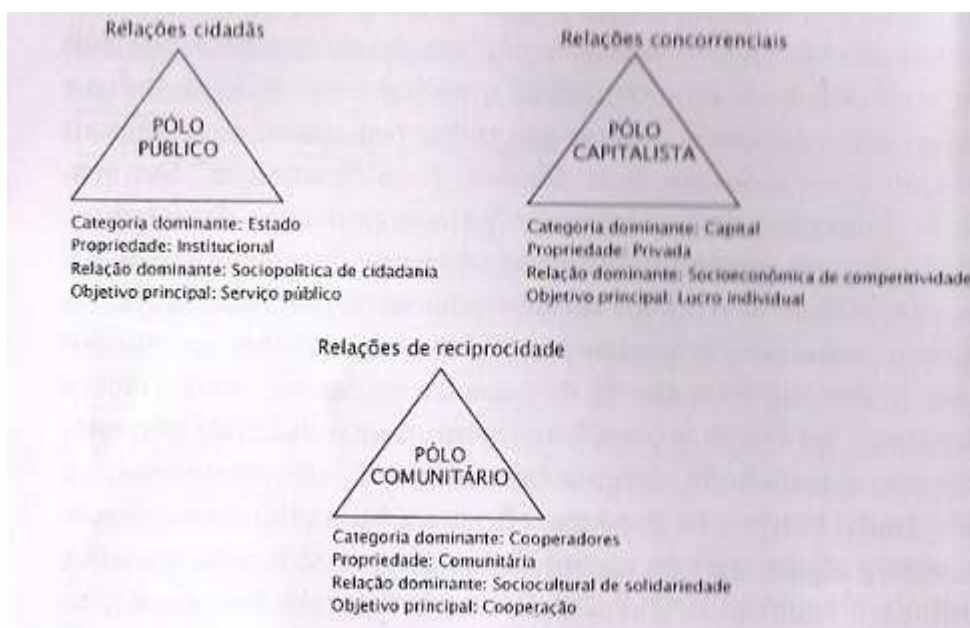 Relações cidadãs
PÓLO
PÚBLICO
Categoria dominante: Estado
Propriedade: Institucional
Relação dominante: Sociopolítica de cidadania
Objetivo principal: Serviço público
Relações concorrenciais
PÓLO
CAPITALISTA
Categoria dominante: Capital
Propriedade: Privada
Relação dominante: Socioeconômica de competitividade
Objetivo principal: Lucro individual
Relações de reciprocidade
PÓLO
COMUNITÁRIO
Categoria dominante: Cooperadores
Propriedade: Comunitária
Relação dominante: Sociocultural de solidariedade
Objetivo principal: Cooperação